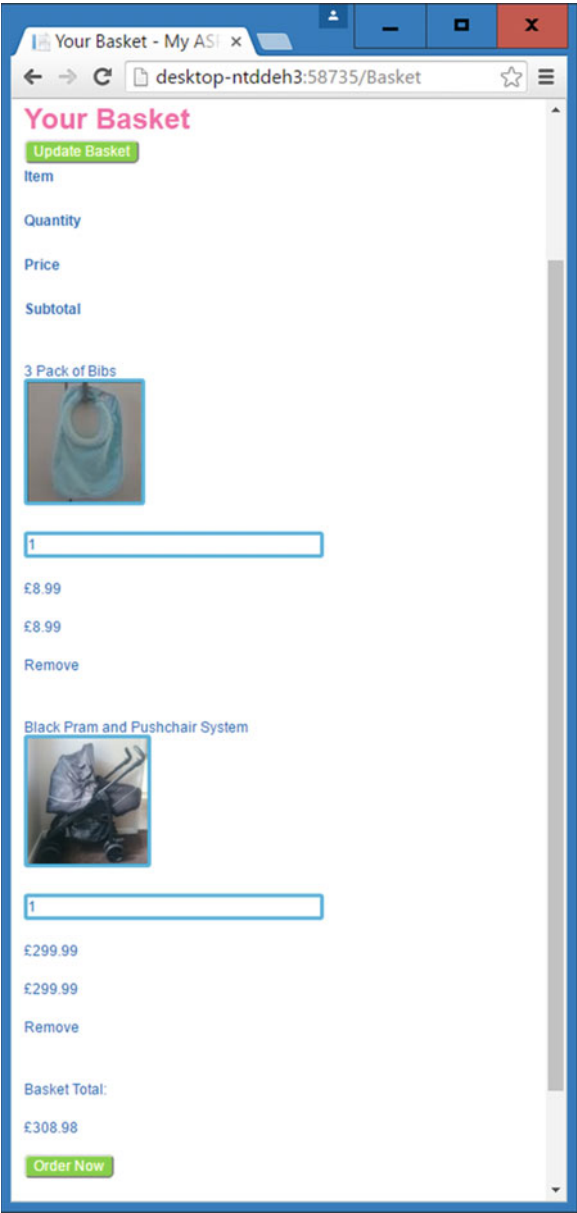 Your Basket - My AS
desktop-ntddeh3:58735/Basket
Your Basket
Update Basket
Item
Quantity
Price
Subtotal
3 Pack of Bibs
1
£8.99
£8.99
Remove
Black Pram and Pushchair System
1
£299.99
£299.99
Remove
Basket Total:
£308.98
Order Now